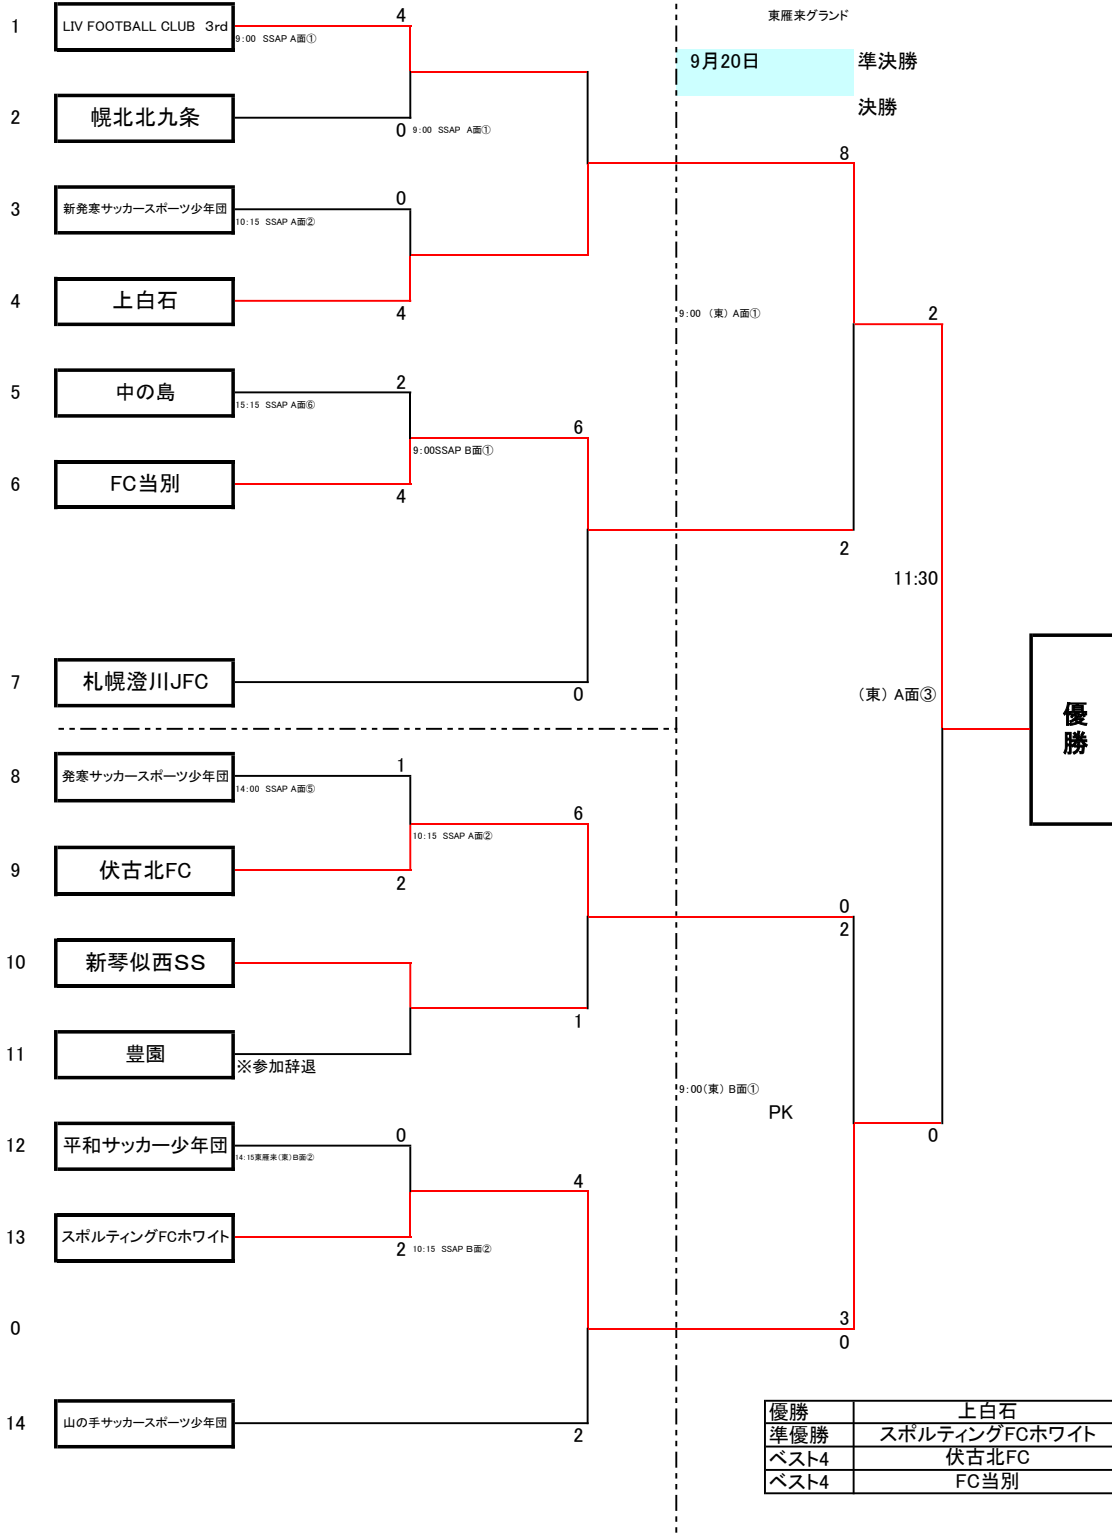 東雁来グランド
1 LIV FOOTBALL CLUB 3rd 4
9:00 SSAP A面①
9月20日 準決勝
決勝
2 幌北北九条
0 9:00 SSAP A面①
8
3 新発寒サッカースポーツ少年団 0
10:15 SSAP A面②
4 上白石
4
9:00 (東) A面① 2
5 中の島 2
15:15 SSAP A面⑥
6
9:00SSAP B面①
6 FC当別
4
2
11:30
7 札幌澄川JFC
0
(東) A面③
優勝
8 発寒サッカースポーツ少年団 1
14:00 SSAP A面⑤
6
10:15 SSAP A面②
9 伏古北FC
2
0
2
10 新琴似西SS
1
11 豊園
※参加辞退
9:00(東) B面①
PK
12 平和サッカー少年団 0
14:15東雁来(東)B面②
0
4
13 スポルティングFCホワイト
2 10:15 SSAP B面②
0
3
0
14 山の手サッカースポーツ少年団
2
優勝 上白石
準優勝 スポルティングFCホワイト
ベスト4 伏古北FC
ベスト4 FC当別